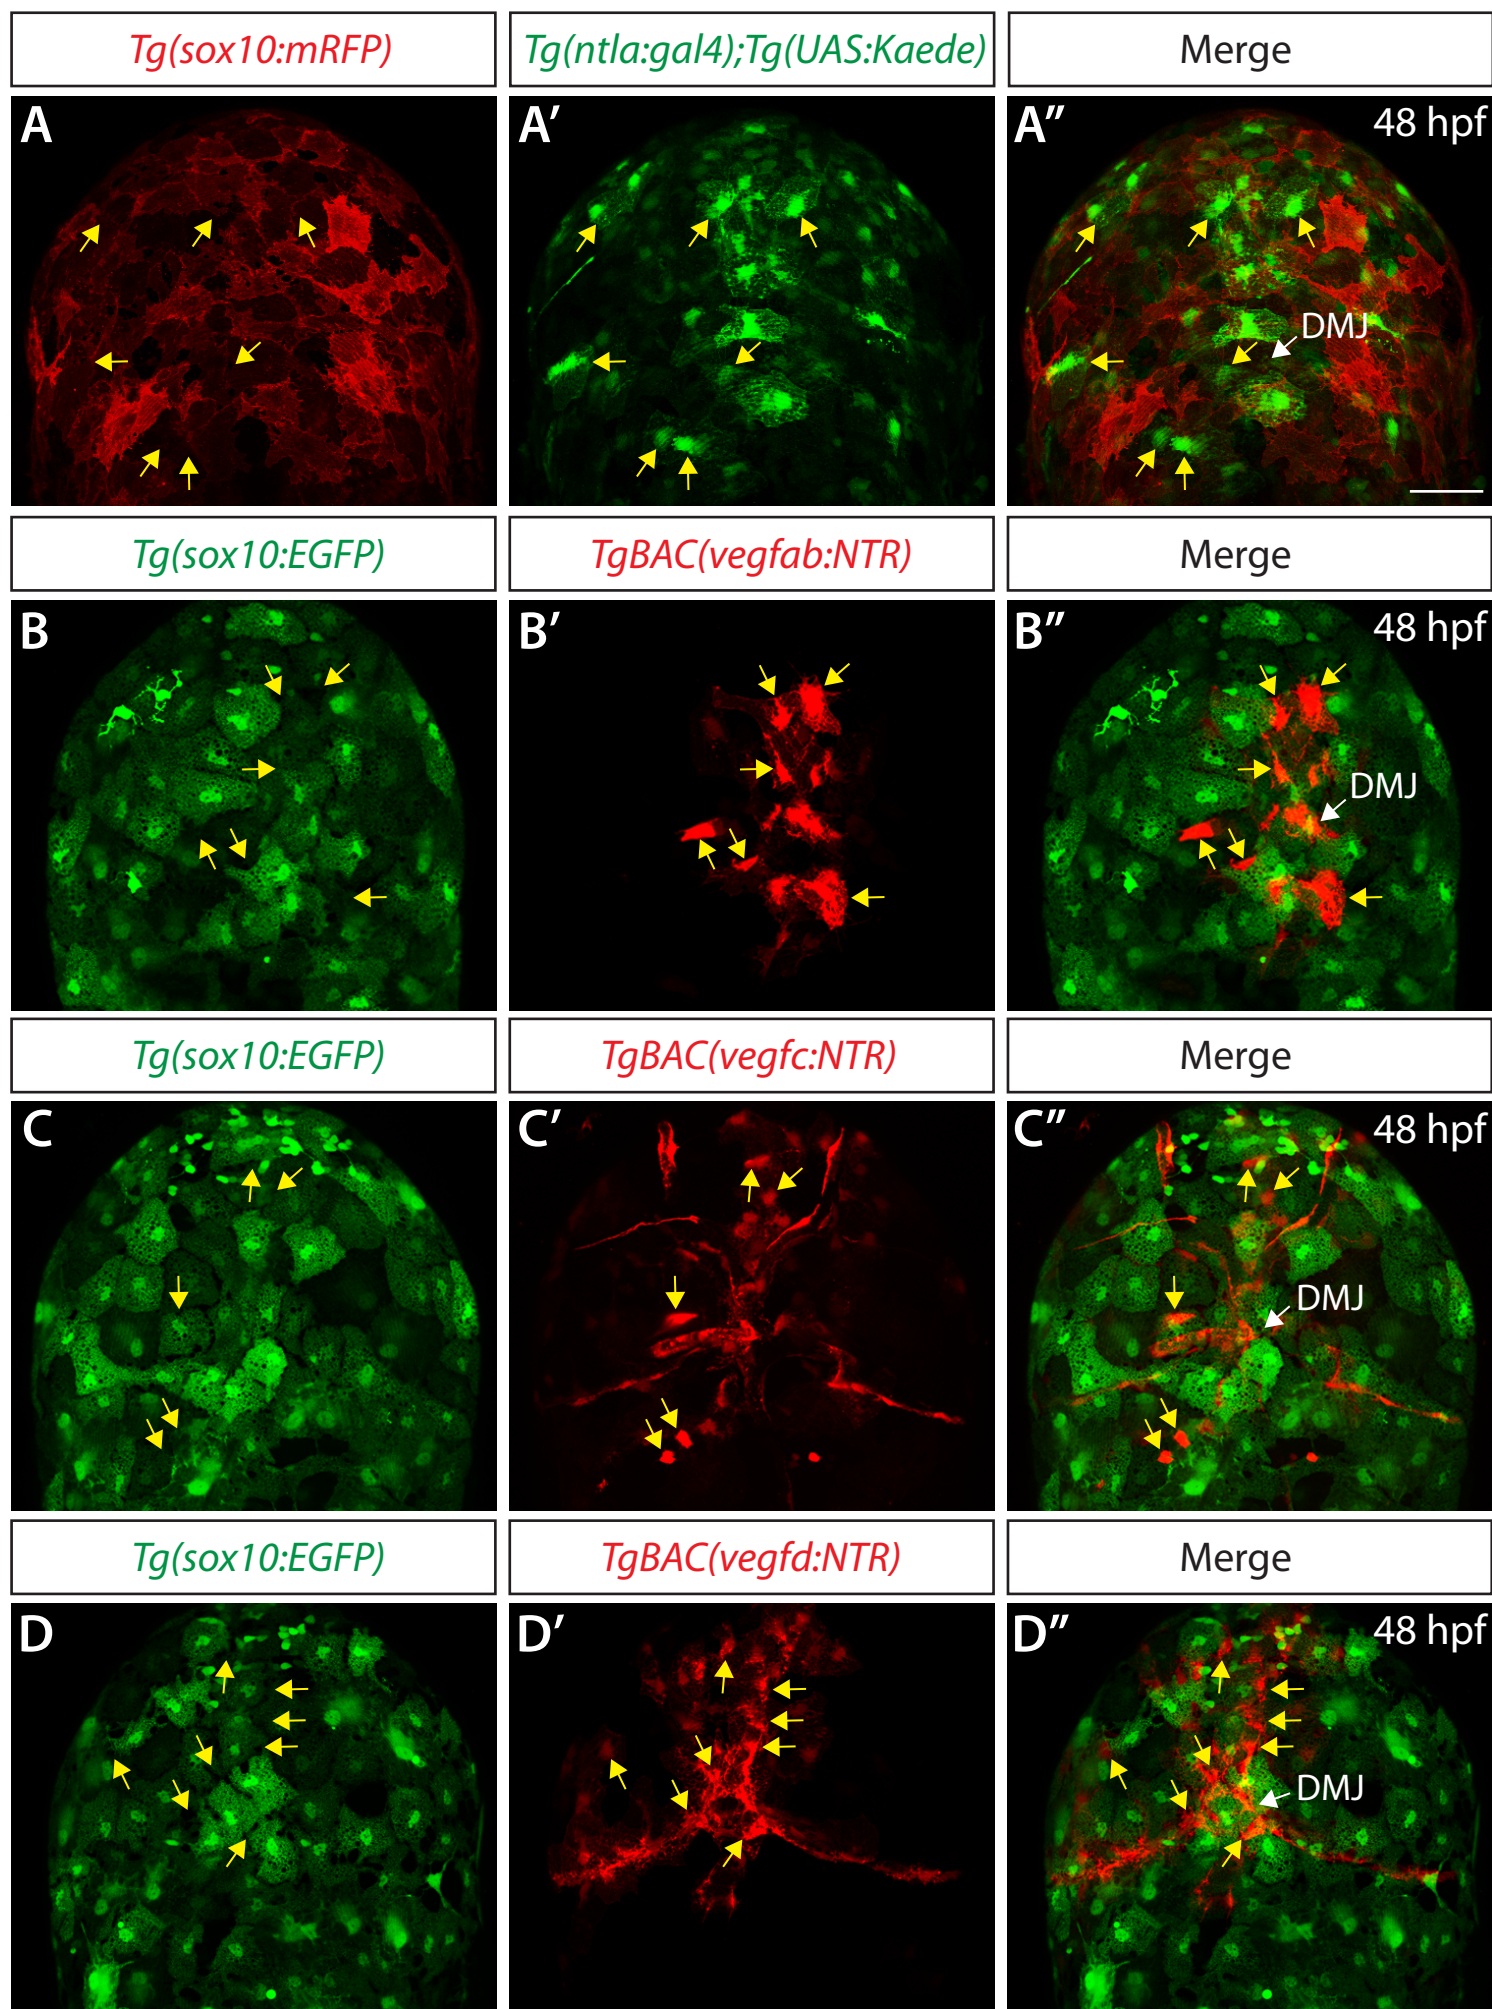 Tg(sox10:mRFP) Tg(ntla:gal4);Tg(UAS:Kaede) Merge
A A′ A″ 48 hpf
DMJ
Tg(sox10:EGFP) TgBAC(vegfab:NTR) Merge
B B′ B″ 48 hpf
DMJ
Tg(sox10:EGFP) TgBAC(vegfc:NTR) Merge
C C′ C″ 48 hpf
DMJ
Tg(sox10:EGFP) TgBAC(vegfd:NTR) Merge
D D′ D″ 48 hpf
DMJ